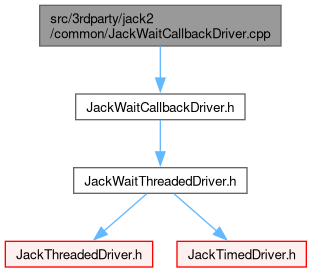 src/3rdparty/jack2
/common/JackWaitCallbackDriver.cpp
JackWaitCallbackDriver.h
JackWaitThreadedDriver.h
JackThreadedDriver.h
JackTimedDriver.h